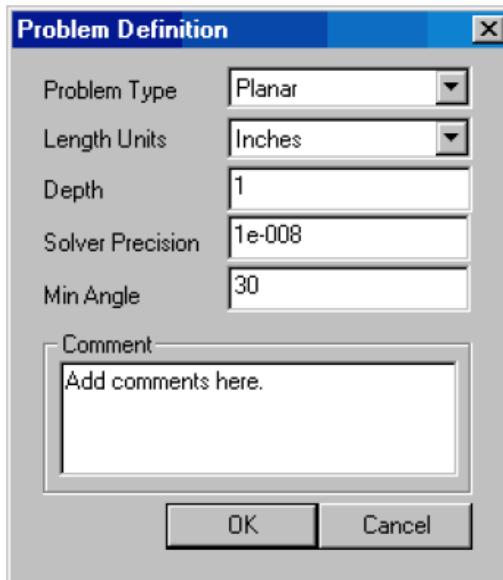 Problem Definition
Problem Type Planar
Length Units Inches
Depth 1
Solver Precision 1e-008
Min Angle 30
Comment
Add comments here.
OK Cancel